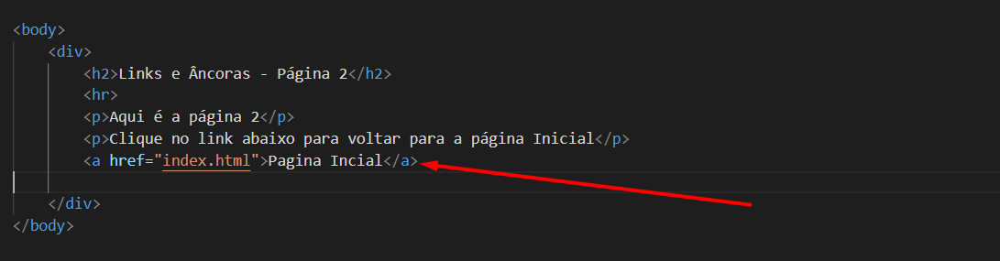 <body>
<div>
<h2>Links e Âncoras - Página 2</h2>
<hr>
<p>Aqui é a página 2</p>
<p>Clique no link abaixo para voltar para a página Inicial</p>
<a href="index.html">Pagina Incial</a>
</div>
</body>